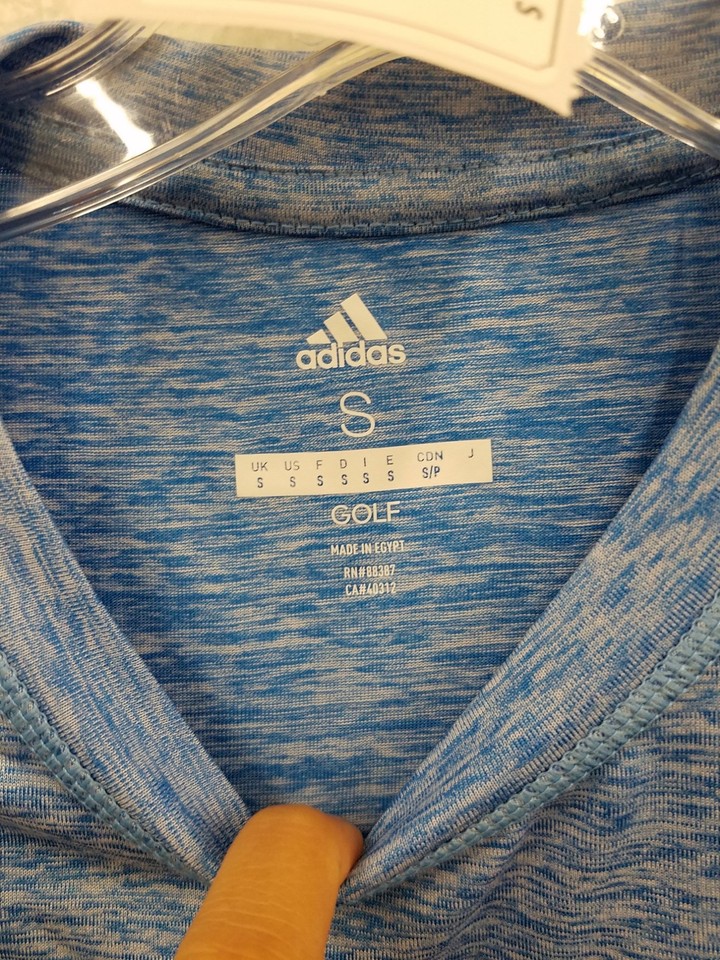 S
adidas
S
UK US F D I E CDN J
S S S S S S S/P
GOLF
MADE IN EGYPT
RN#88387
CA#40312